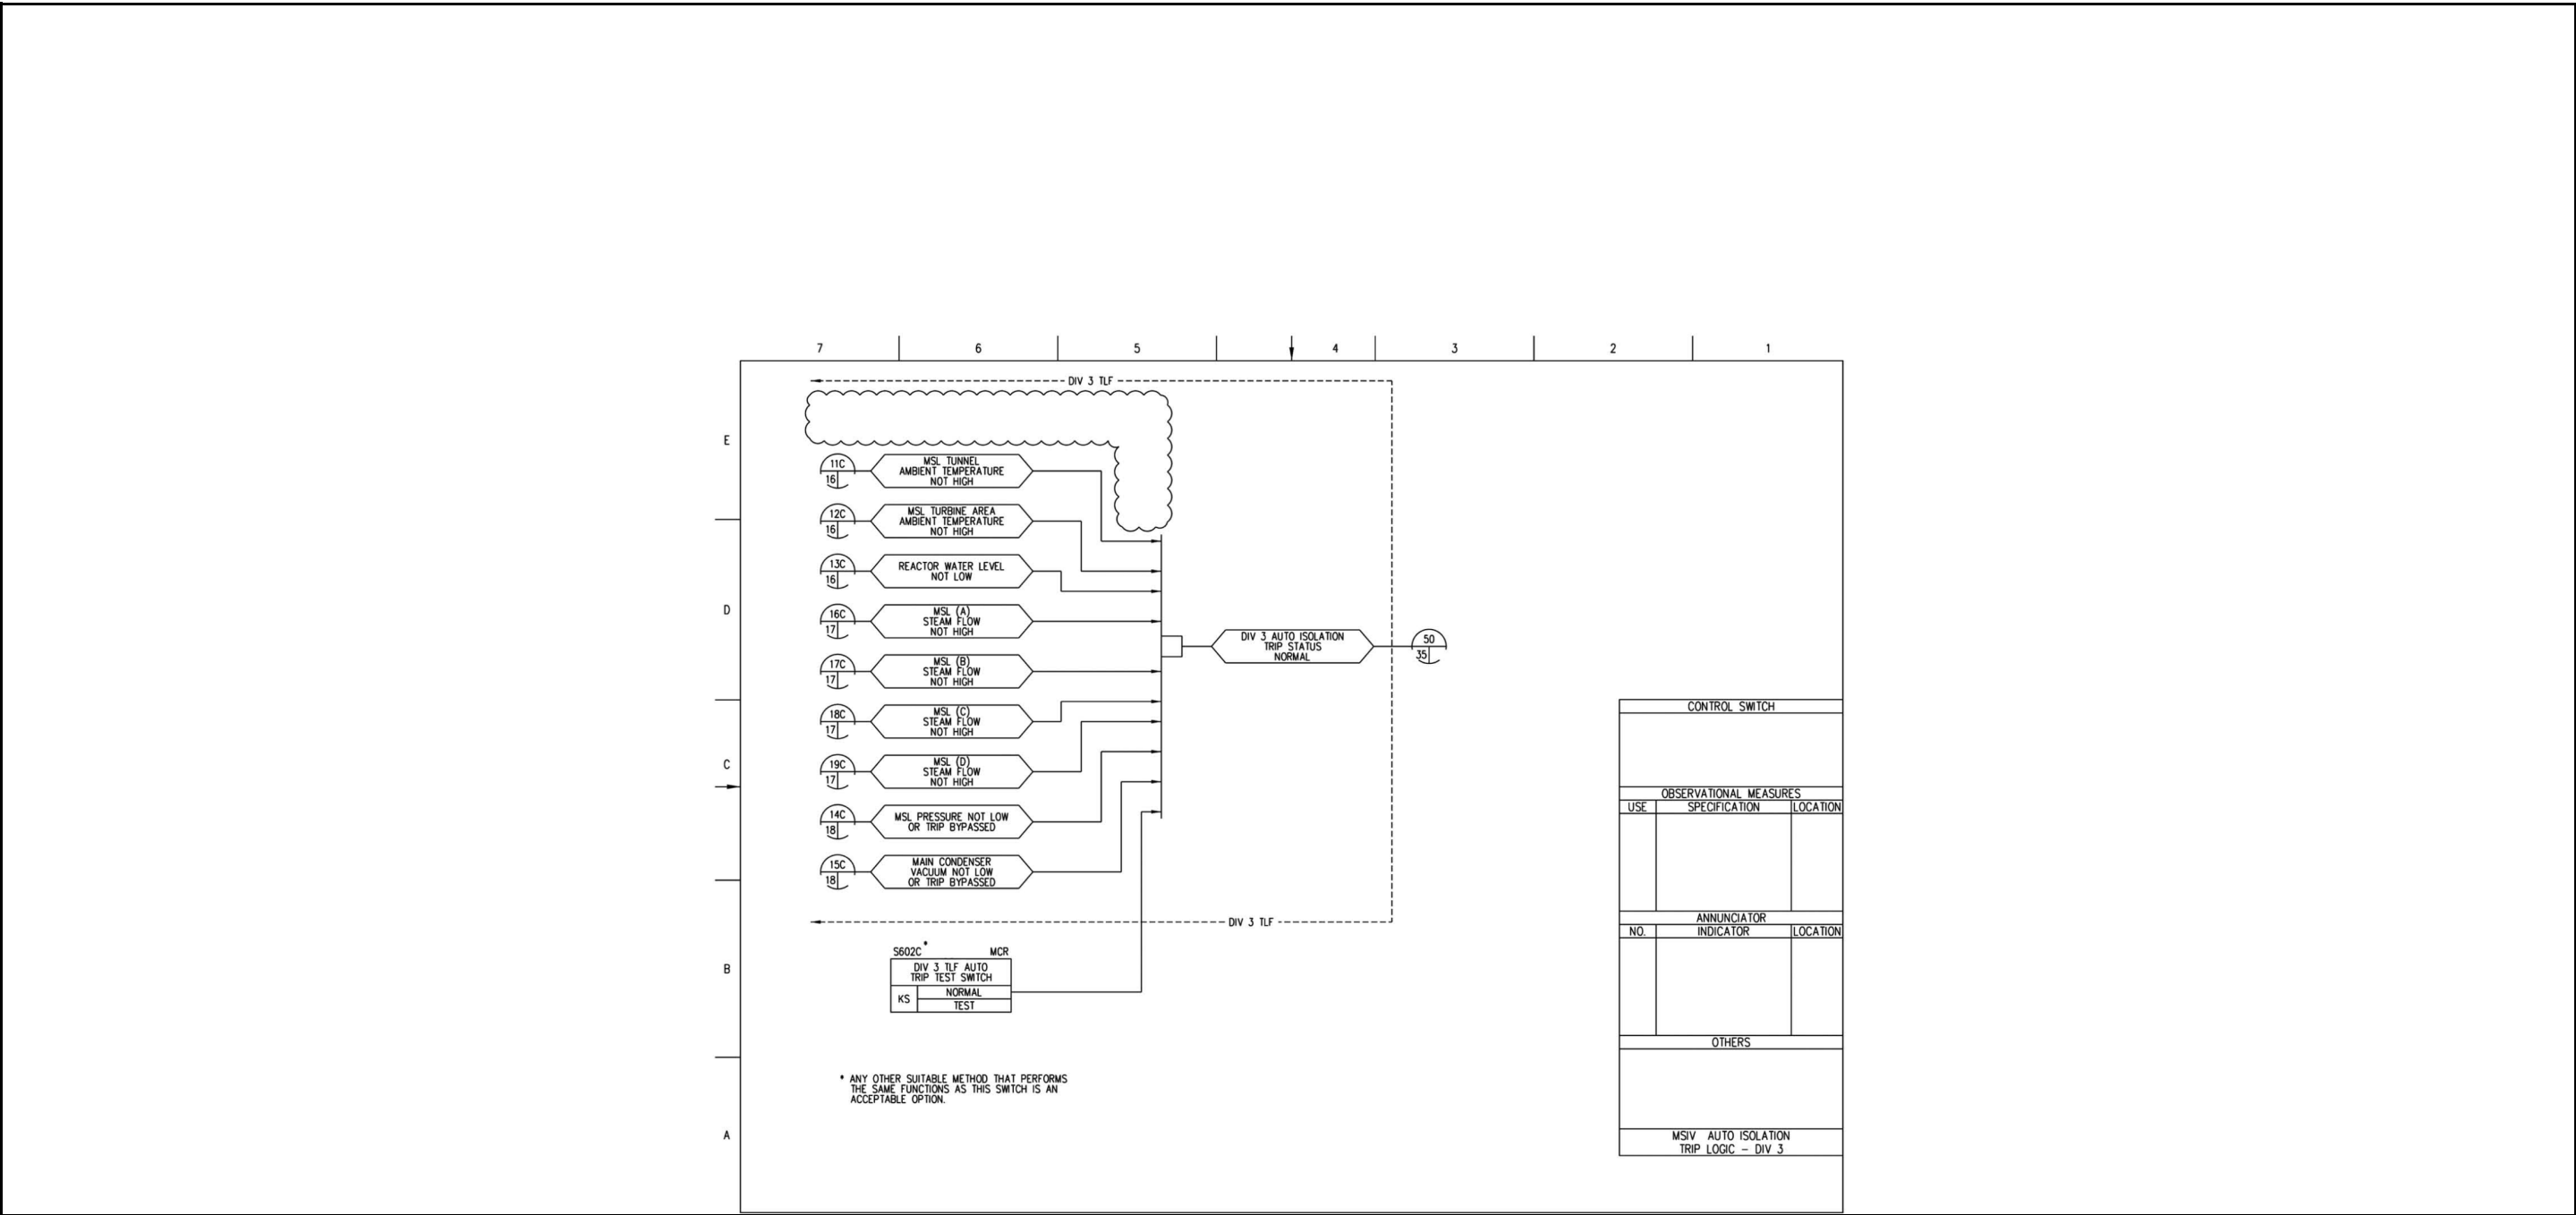 7 6 5 4 3 2 1
DIV 3 TLF
E
D
C
B
A
11C
16
MSL TUNNEL
AMBIENT TEMPERATURE
NOT HIGH
12C
16
MSL TURBINE AREA
AMBIENT TEMPERATURE
NOT HIGH
13C
16
REACTOR WATER LEVEL
NOT LOW
16C
17
MSL (A)
STEAM FLOW
NOT HIGH
17C
17
MSL (B)
STEAM FLOW
NOT HIGH
18C
17
MSL (C)
STEAM FLOW
NOT HIGH
19C
17
MSL (D)
STEAM FLOW
NOT HIGH
14C
18
MSL PRESSURE NOT LOW
OR TRIP BYPASSED
15C
18
MAIN CONDENSER
VACUUM NOT LOW
OR TRIP BYPASSED
DIV 3 AUTO ISOLATION
TRIP STATUS
NORMAL
50
35
DIV 3 TLF
S602C * MCR
DIV 3 TLF AUTO
TRIP TEST SWITCH
KS
NORMAL
TEST
* ANY OTHER SUITABLE METHOD THAT PERFORMS
THE SAME FUNCTIONS AS THIS SWITCH IS AN
ACCEPTABLE OPTION.
CONTROL SWITCH
OBSERVATIONAL MEASURES
USE SPECIFICATION LOCATION
ANNUNCIATOR
NO. INDICATOR LOCATION
OTHERS
MSIV AUTO ISOLATION
TRIP LOGIC - DIV 3